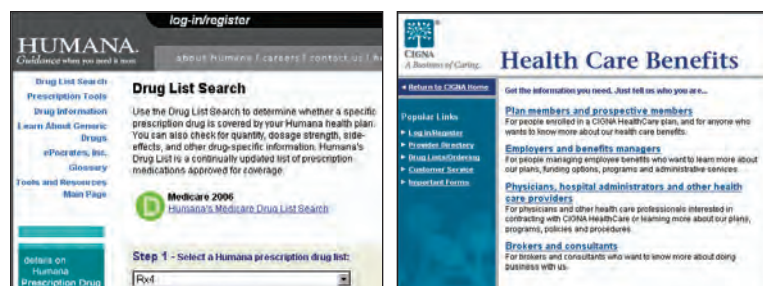 log-in/register
HUMANA.
Guidance when you need it most
about Humana | careers | contact us | h
Drug List Search
Prescription Tools
Drug Information
Learn About Generic
Drugs
ePocrates, Inc.
Glossary
Tools and Resources
Main Page
details on
Humana
Prescription Drug
Drug List Search
Use the Drug List Search to determine whether a specific
prescription drug is covered by your Humana health plan.
You can also check for quantity, dosage strength, side-
effects, and other drug-specific information. Humana's
Drug List is a continually updated list of prescription
medications approved for coverage.
Medicare 2006
Humana's Medicare Drug List Search
Step 1 - Select a Humana prescription drug list:
Rx4
CIGNA
A Business of Caring.
Health Care Benefits
Return to CIGNA Home
Popular Links
Log in/Register
Provider Directory
Drug Lists/Ordering
Customer Service
Important Forms
Get the information you need. Just tell us who you are...
Plan members and prospective members
For people enrolled in a CIGNA HealthCare plan, and for anyone who
wants to know more about our health care benefits.
Employers and benefits managers
For people managing employee benefits who want to learn more about
our plans, funding options, programs and administrative services.
Physicians, hospital administrators and other health
care providers
For physicians and other health care professionals interested in
contracting with CIGNA HealthCare or learning more about our plans,
programs, policies and procedures.
Brokers and consultants
For brokers and consultants who want to know more about doing
business with us.